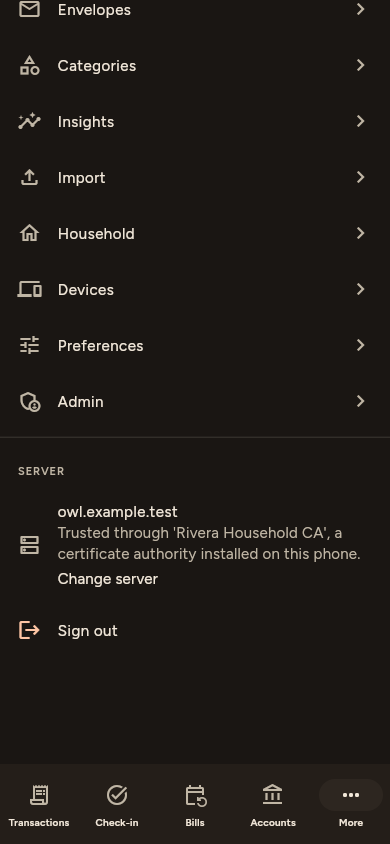 Envelopes
Categories
Insights
Import
Household
Devices
Preferences
Admin
SERVER
owl.example.test
Trusted through 'Rivera Household CA', a
certificate authority installed on this phone.
Change server
Sign out
Transactions
Check-in
Bills
Accounts
More